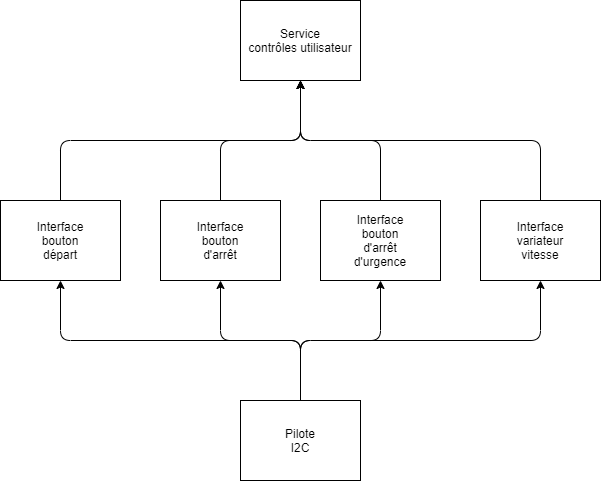 Service
contrôles utilisateur
Interface
bouton
départ
Interface
bouton
d'arrêt
Interface
bouton
d'arrêt
d'urgence
Interface
variateur
vitesse
Pilote
I2C